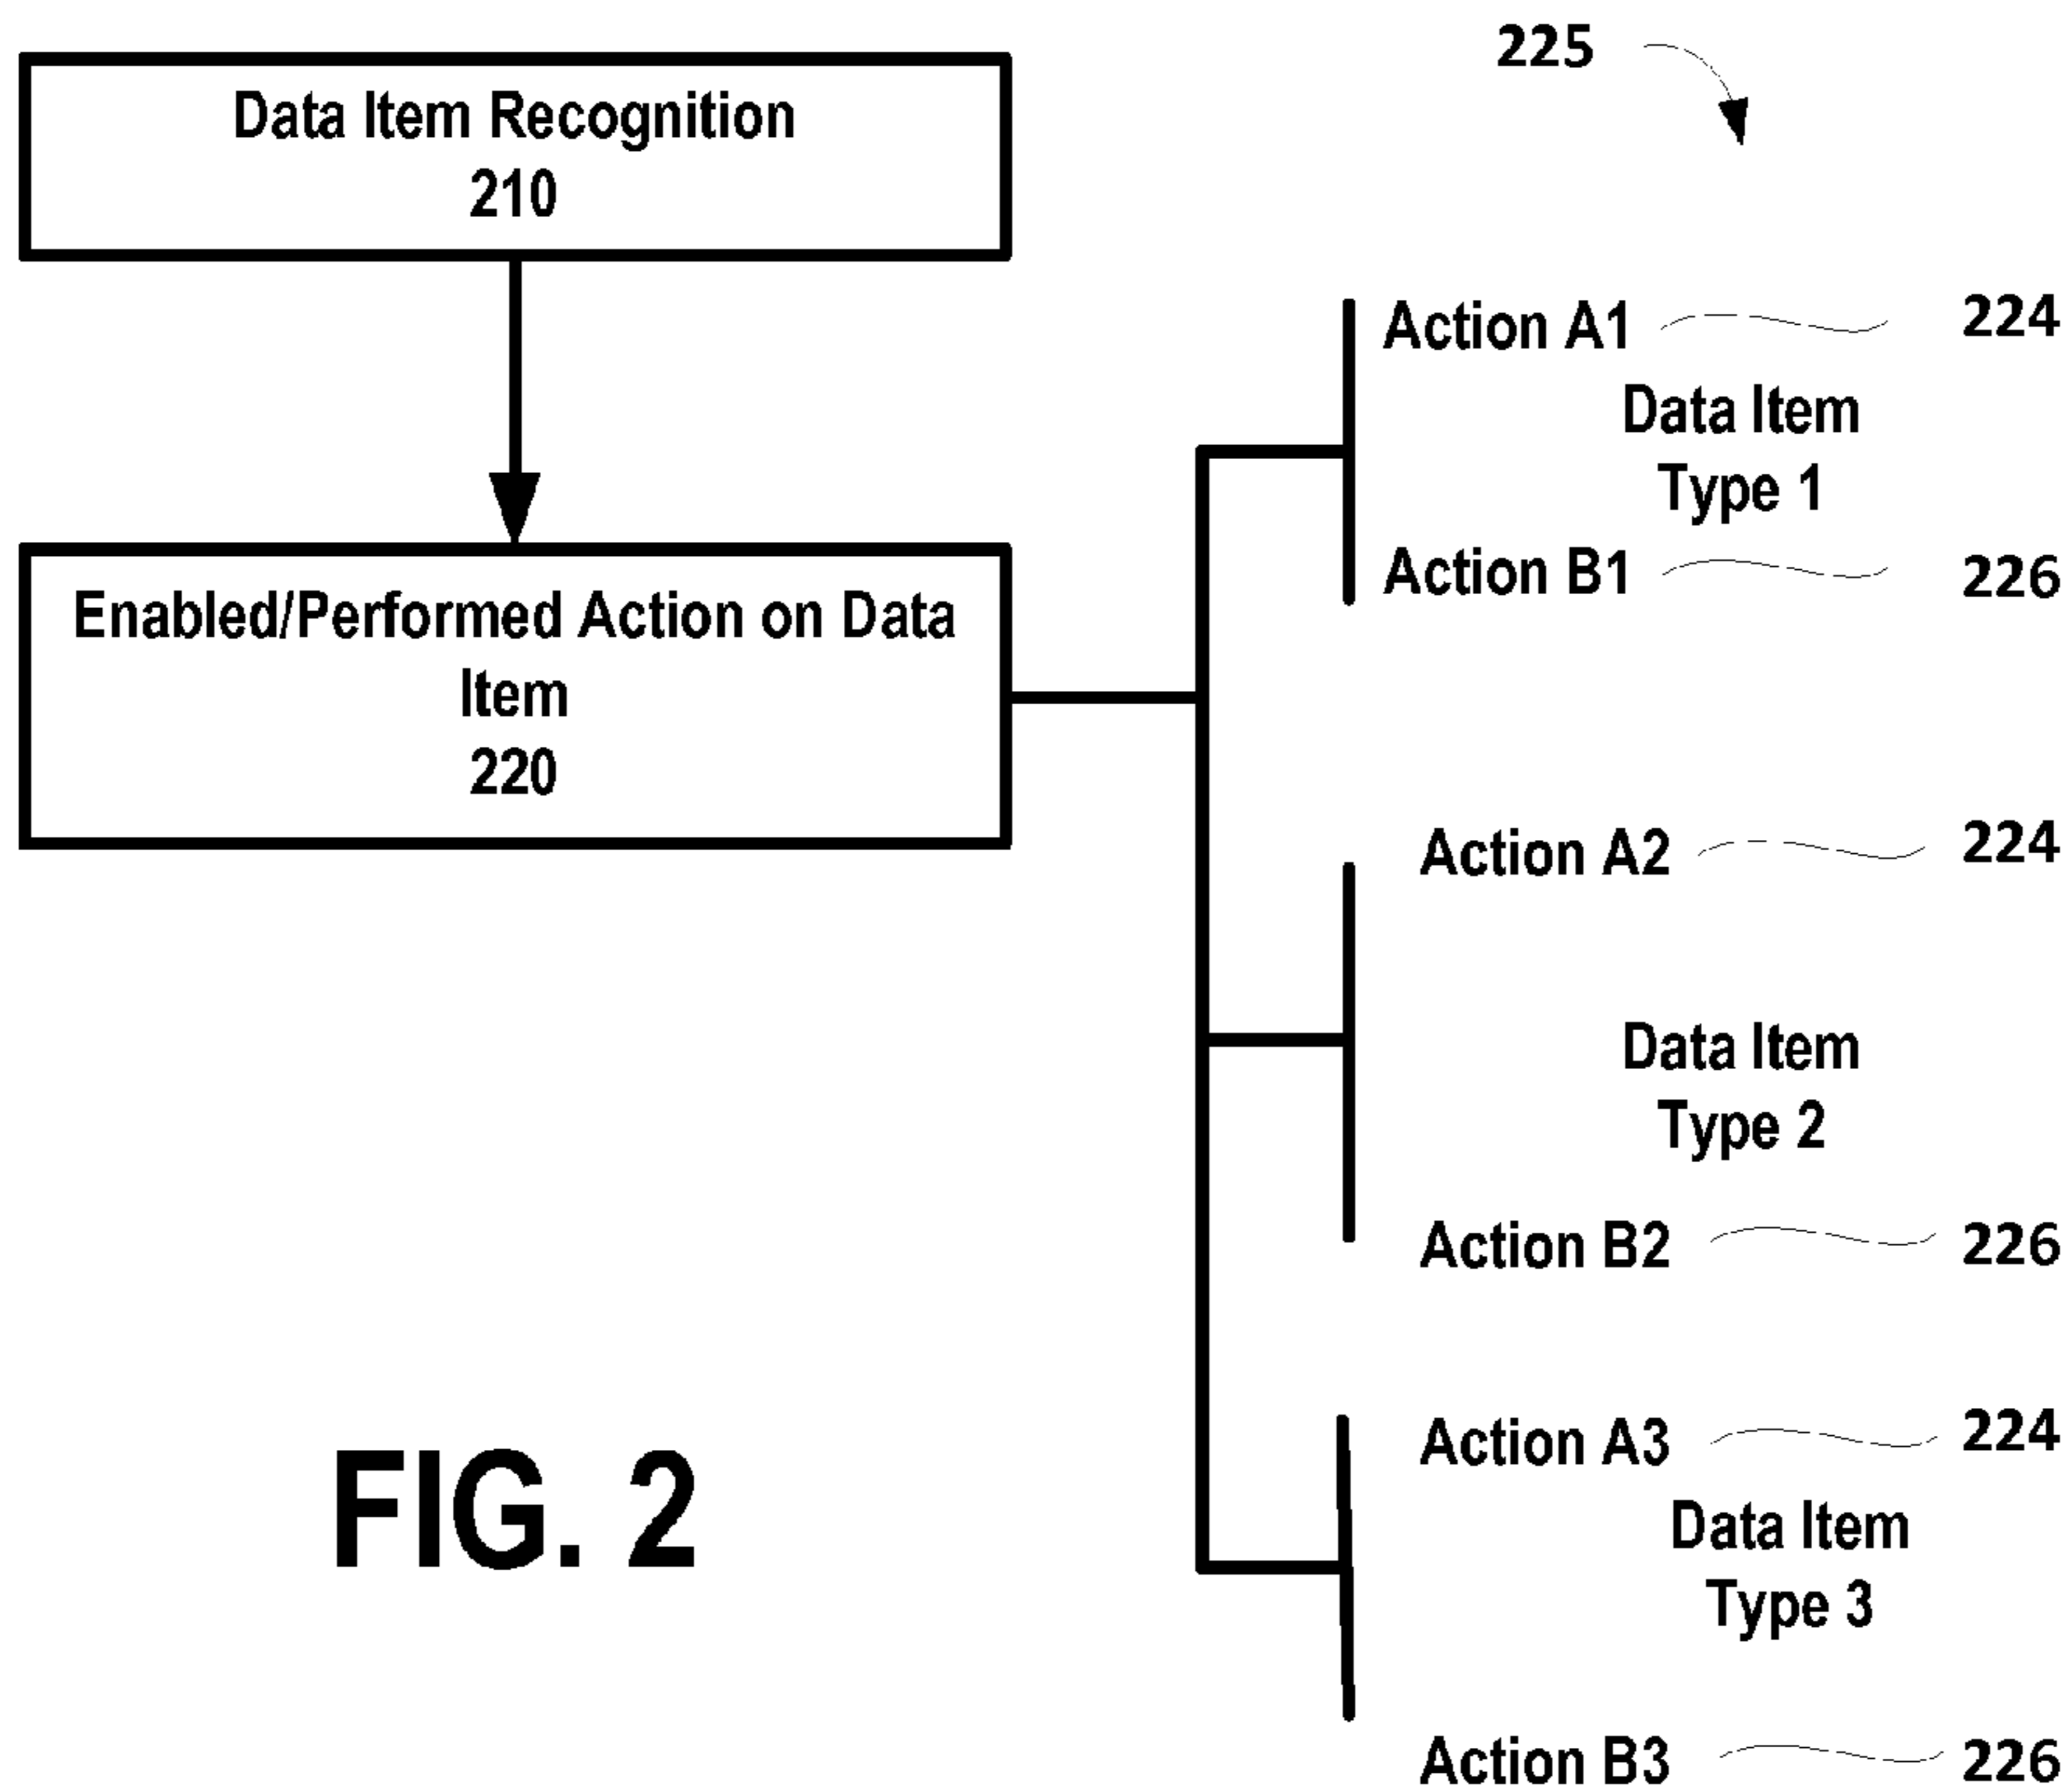 225
Data Item Recognition
210
Action A1 224
Data Item
Type 1
Action B1 226
Enabled/Performed Action on Data
Item
220
Action A2 224
Data Item
Type 2
Action B2 226
Action A3 224
Data Item
Type 3
Action B3 226
FIG. 2